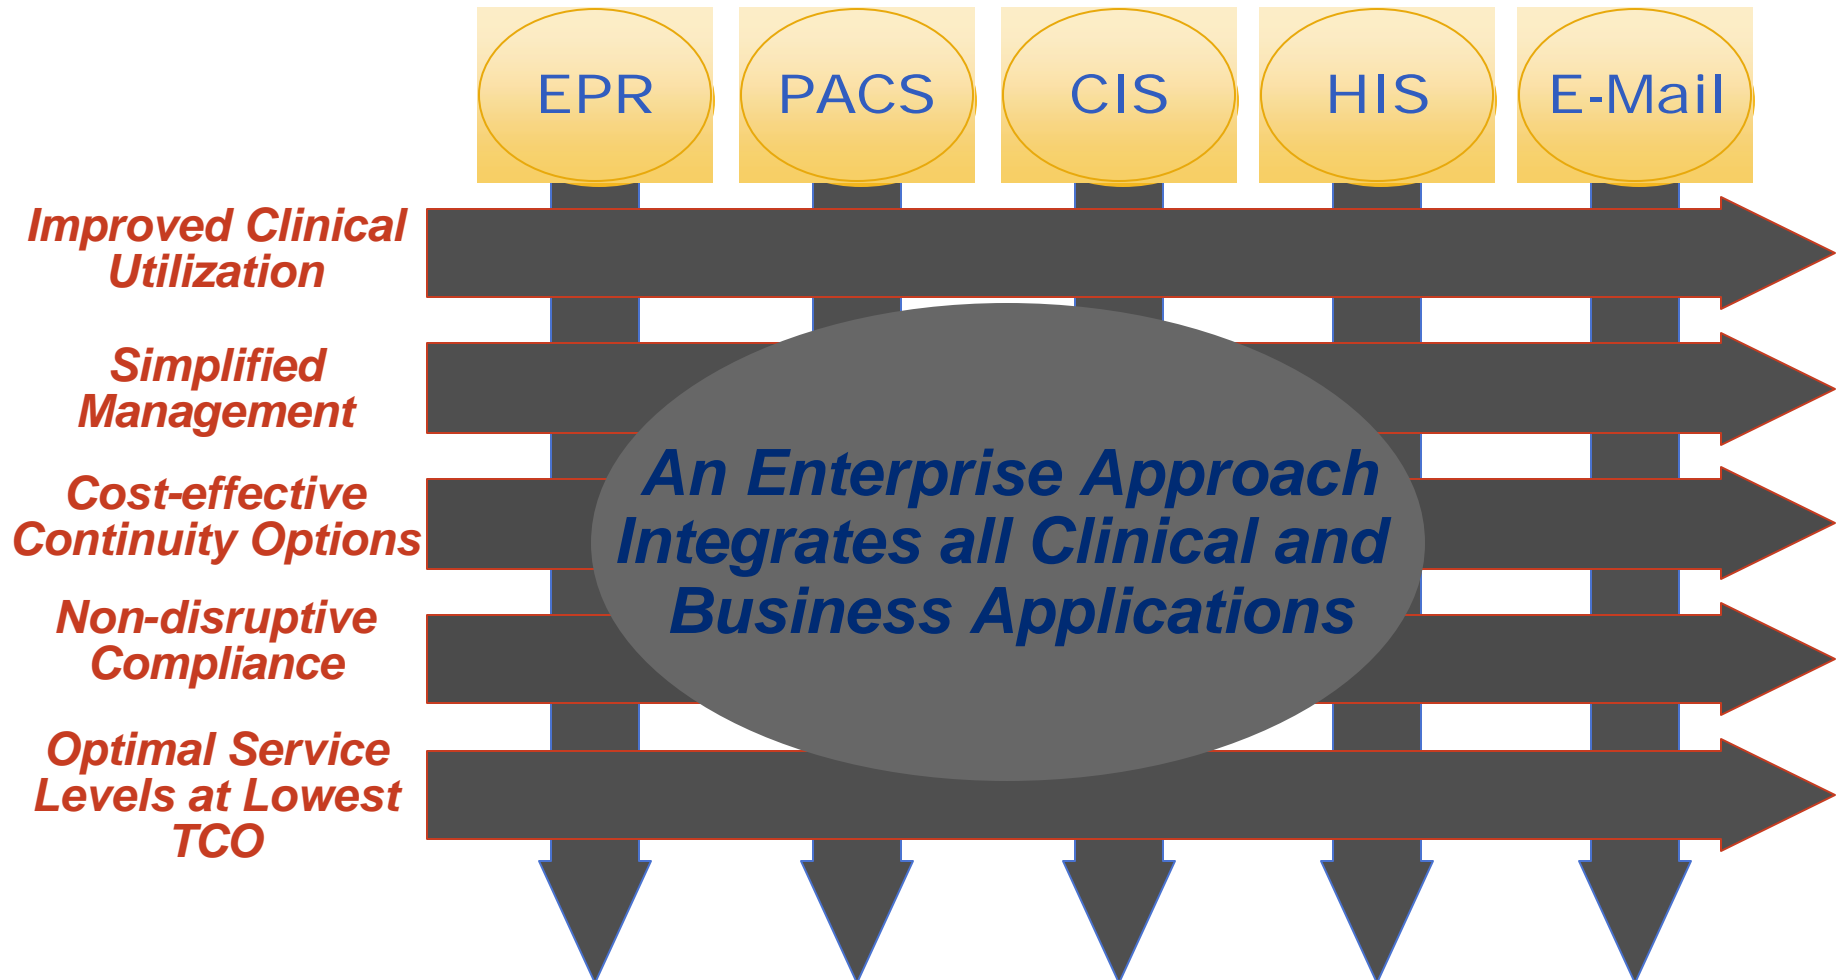 EPR
PACS
CIS
HIS
E-Mail
Improved Clinical
Utilization
Simplified
Management
Cost-effective
Continuity Options
Non-disruptive
Compliance
Optimal Service
Levels at Lowest
TCO
An Enterprise Approach
Integrates all Clinical and
Business Applications